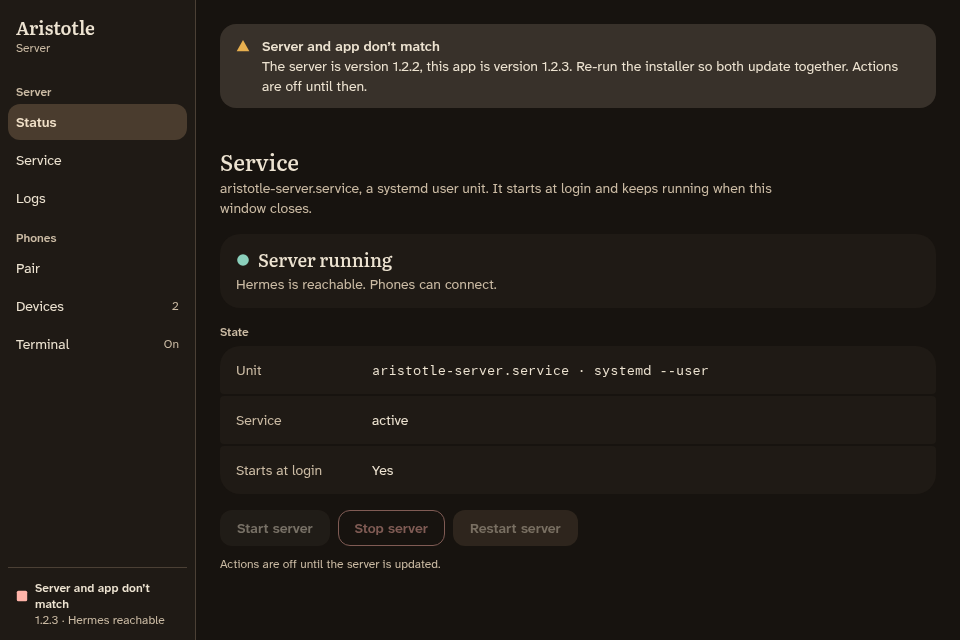 Aristotle
Server
Server
Status
Service
Logs
Phones
Pair
Devices 2
Terminal On
Server and app don't
match
1.2.3 · Hermes reachable
Server and app don't match
The server is version 1.2.2, this app is version 1.2.3. Re-run the installer so both update together. Actions
are off until then.
Service
aristotle-server.service, a systemd user unit. It starts at login and keeps running when this
window closes.
Server running
Hermes is reachable. Phones can connect.
State
Unit aristotle-server.service · systemd --user
Service active
Starts at login Yes
Start server Stop server Restart server
Actions are off until the server is updated.